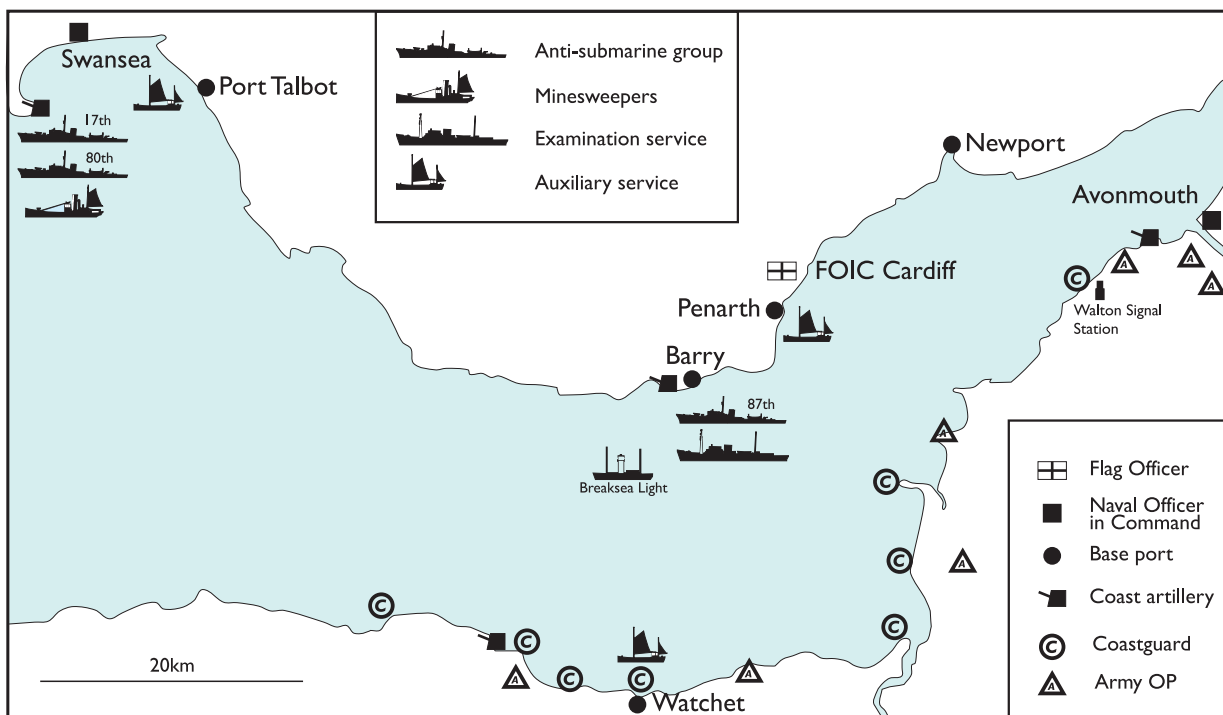 Swansea
Port Talbot
17th
80th
Anti-submarine group
Minesweepers
Examination service
Auxiliary service
Newport
Avonmouth
FOIC Cardiff
Penarth
Walton Signal
Station
Barry
87th
Breaksea Light
Watchet
20km
Flag Officer
Naval Officer
in Command
Base port
Coast artillery
C Coastguard
A Army OP
A
A
A
A
A
A
A
C
C
C
C
C
C
C
C